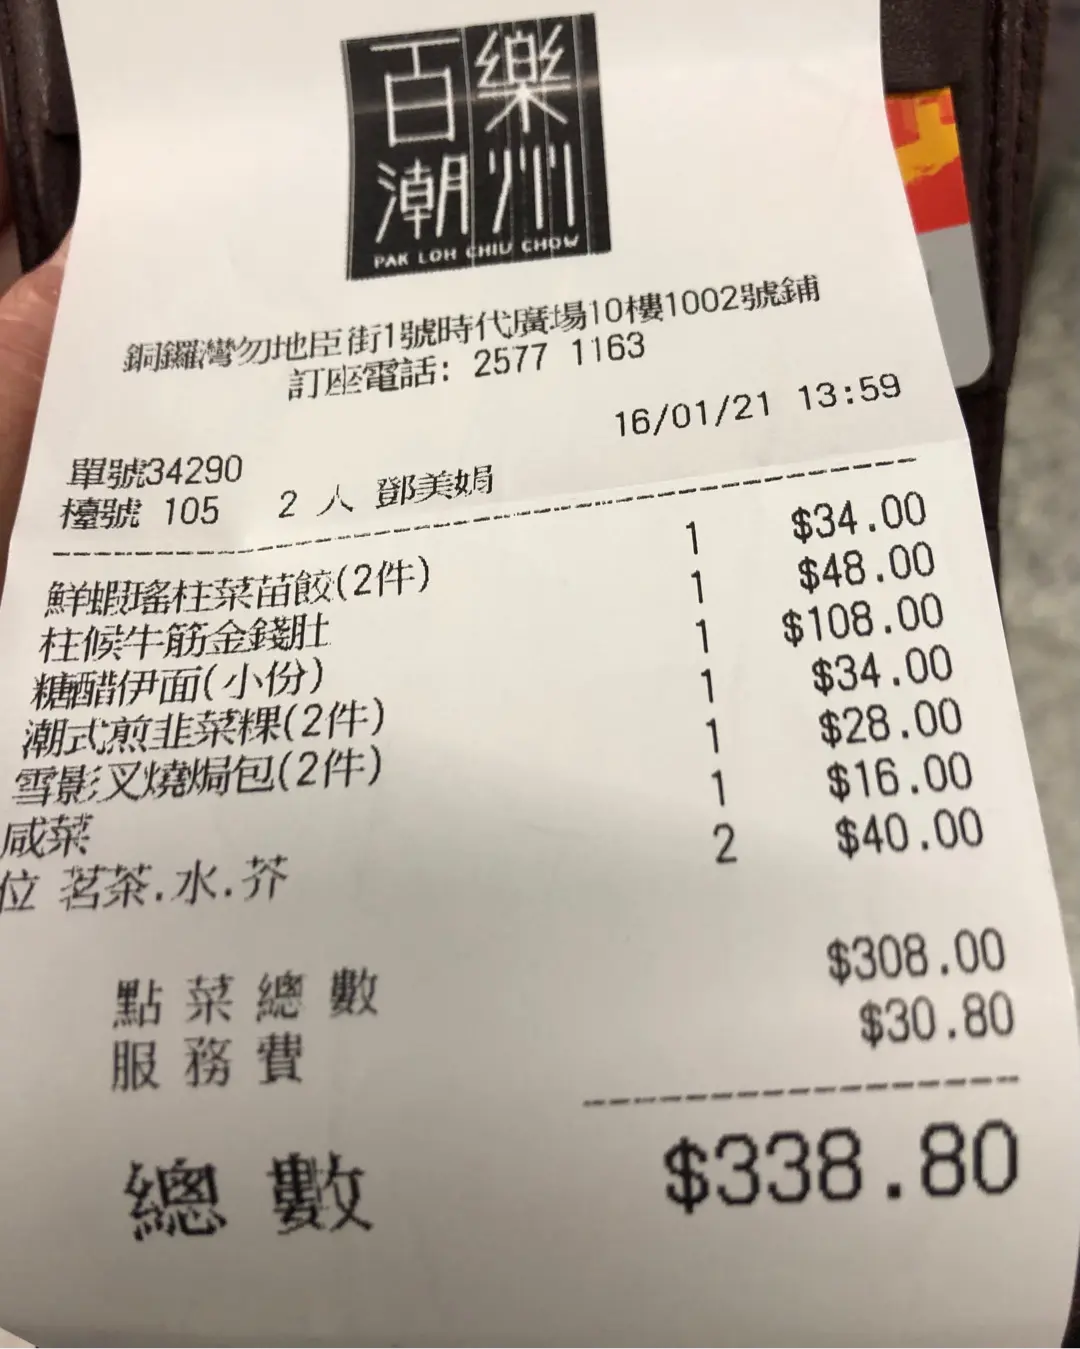 百樂
潮州
PAK LOH CHIU CHOW
銅鑼灣勿地臣街1號時代廣場10樓1002號鋪
訂座電話: 2577 1163
16/01/21 13:59
單號34290
檯號 105 2 人 鄧美娟
鮮蝦瑤柱菜苗餃(2件) 1 $34.00
柱候牛筋金錢肚 1 $48.00
糖醋伊面(小份) 1 $108.00
潮式煎韭菜粿(2件) 1 $34.00
雪影叉燒焗包(2件) 1 $28.00
咸菜 1 $16.00
位 茗茶.水.芥 2 $40.00
點菜總數 $308.00
服務費 $30.80
總數 $338.80